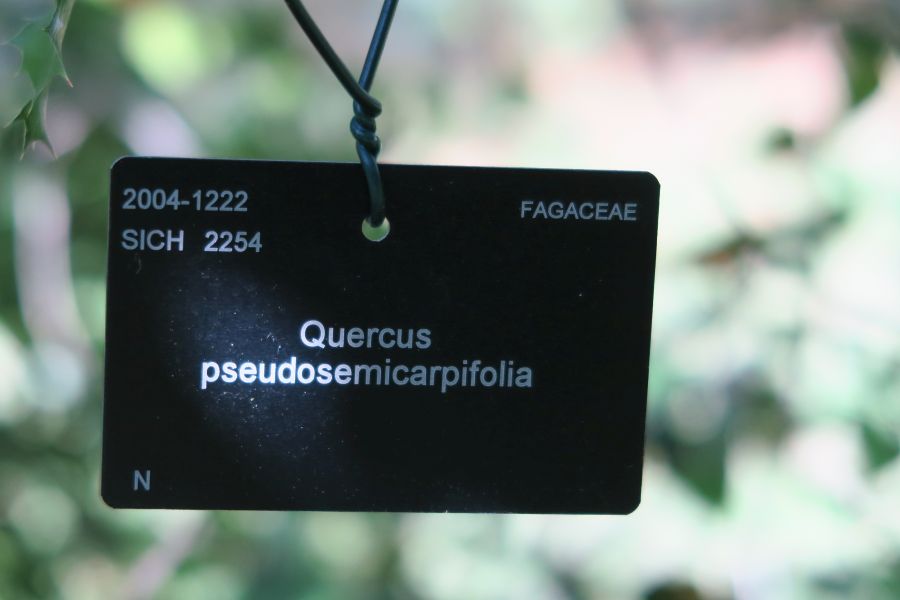 2004-1222
FAGACEAE
SICH 2254
Quercus
pseudosemicarpifolia
N